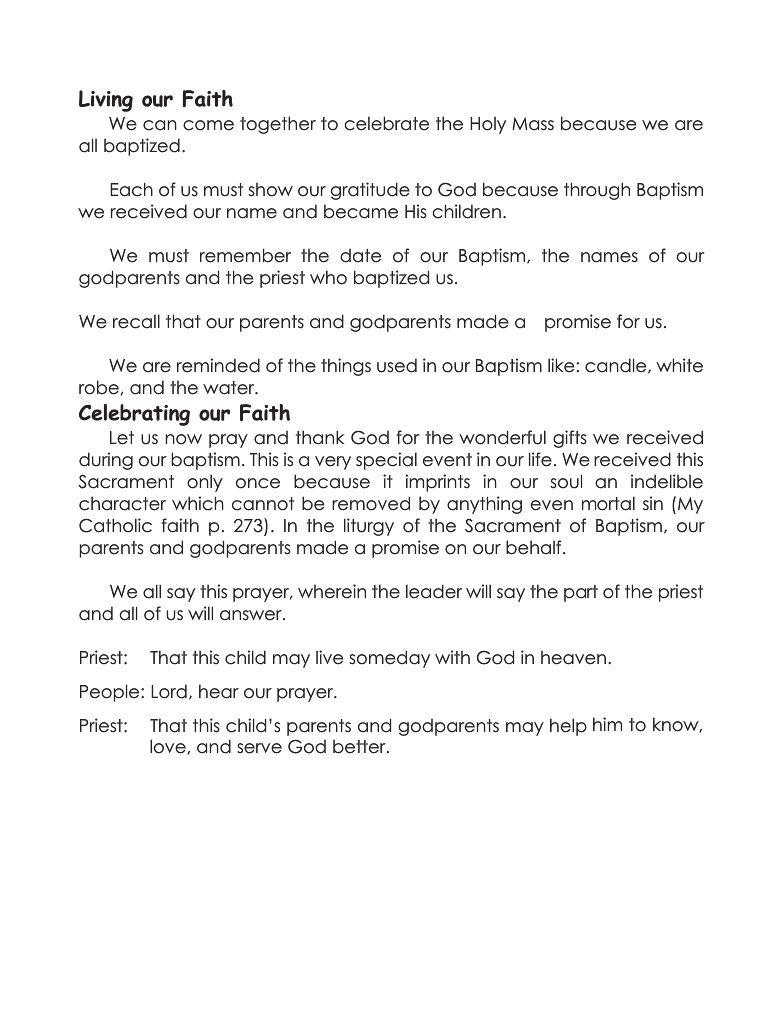 Living our Faith
We can come together to celebrate the Holy Mass because we are
all baptized.
Each of us must show our gratitude to God because through Baptism
we received our name and became His children.
We must remember the date of our Baptism, the names of our
godparents and the priest who baptized us.
We recall that our parents and godparents made a promise for us.
We are reminded of the things used in our Baptism like: candle, white
robe, and the water.
Celebrating our Faith
Let us now pray and thank God for the wonderful gifts we received
during our baptism. This is a very special event in our life. We received this
Sacrament only once because it imprints in our soul an indelible
character which cannot be removed by anything even mortal sin (My
Catholic faith p. 273). In the liturgy of the Sacrament of Baptism, our
parents and godparents made a promise on our behalf.
We all say this prayer, wherein the leader will say the part of the priest
and all of us will answer.
Priest: That this child may live someday with God in heaven.
People: Lord, hear our prayer.
Priest: That this child's parents and godparents may help him to know,
love, and serve God better.